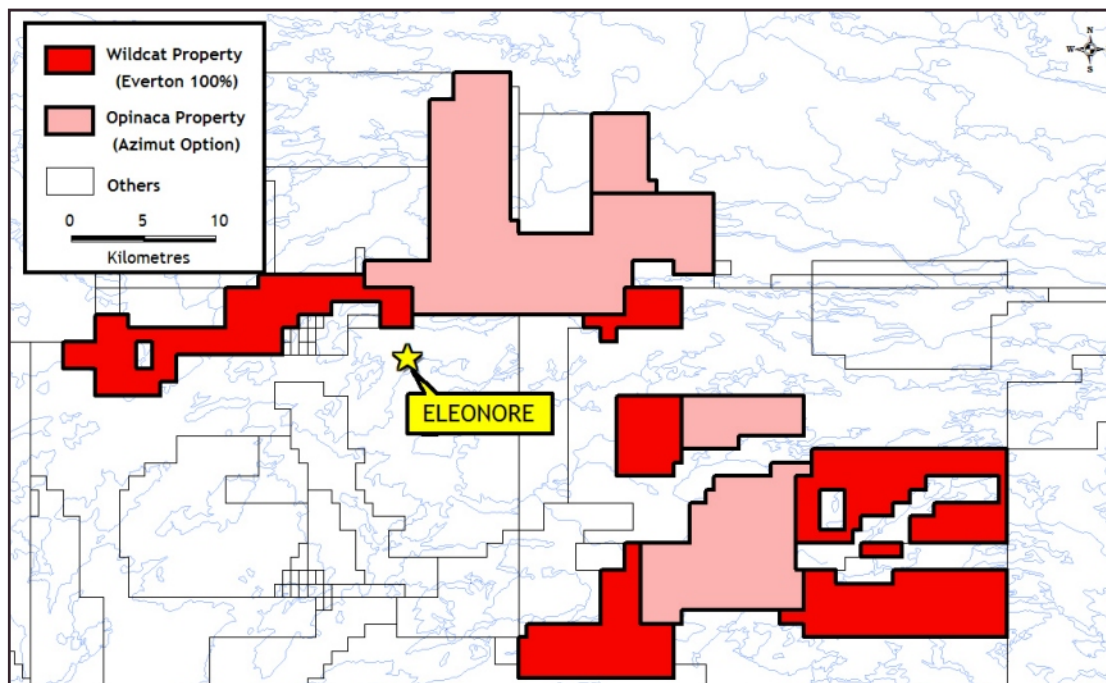 Wildcat Property
(Everton 100%)
Opinaca Property
(Azimut Option)
Others
0 5 10
Kilometres
N
W E
S
ELEONORE